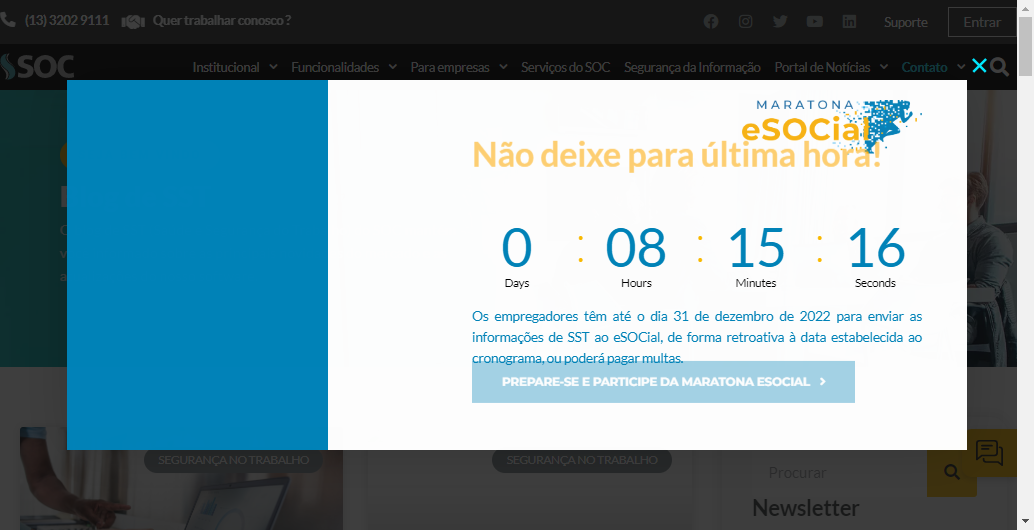 (13) 3202 9111
Quer trabalhar conosco ?
Suporte
Entrar
SOC
Institucional
Funcionalidades
Para empresas
Serviços do SOC
Segurança da Informação
Portal de Notícias
Contato
MARATONA
eSOCial
Não deixe para última hora!
0 : 08 : 15 : 16
Days Hours Minutes Seconds
Os empregadores têm até o dia 31 de dezembro de 2022 para enviar as
informações de SST ao eSOCial, de forma retroativa à data estabelecida ao
cronograma, ou poderá pagar multas.
PREPARE-SE E PARTICIPE DA MARATONA ESOCIAL
SEGURANÇA NO TRABALHO
SEGURANÇA NO TRABALHO
Procurar
Newsletter